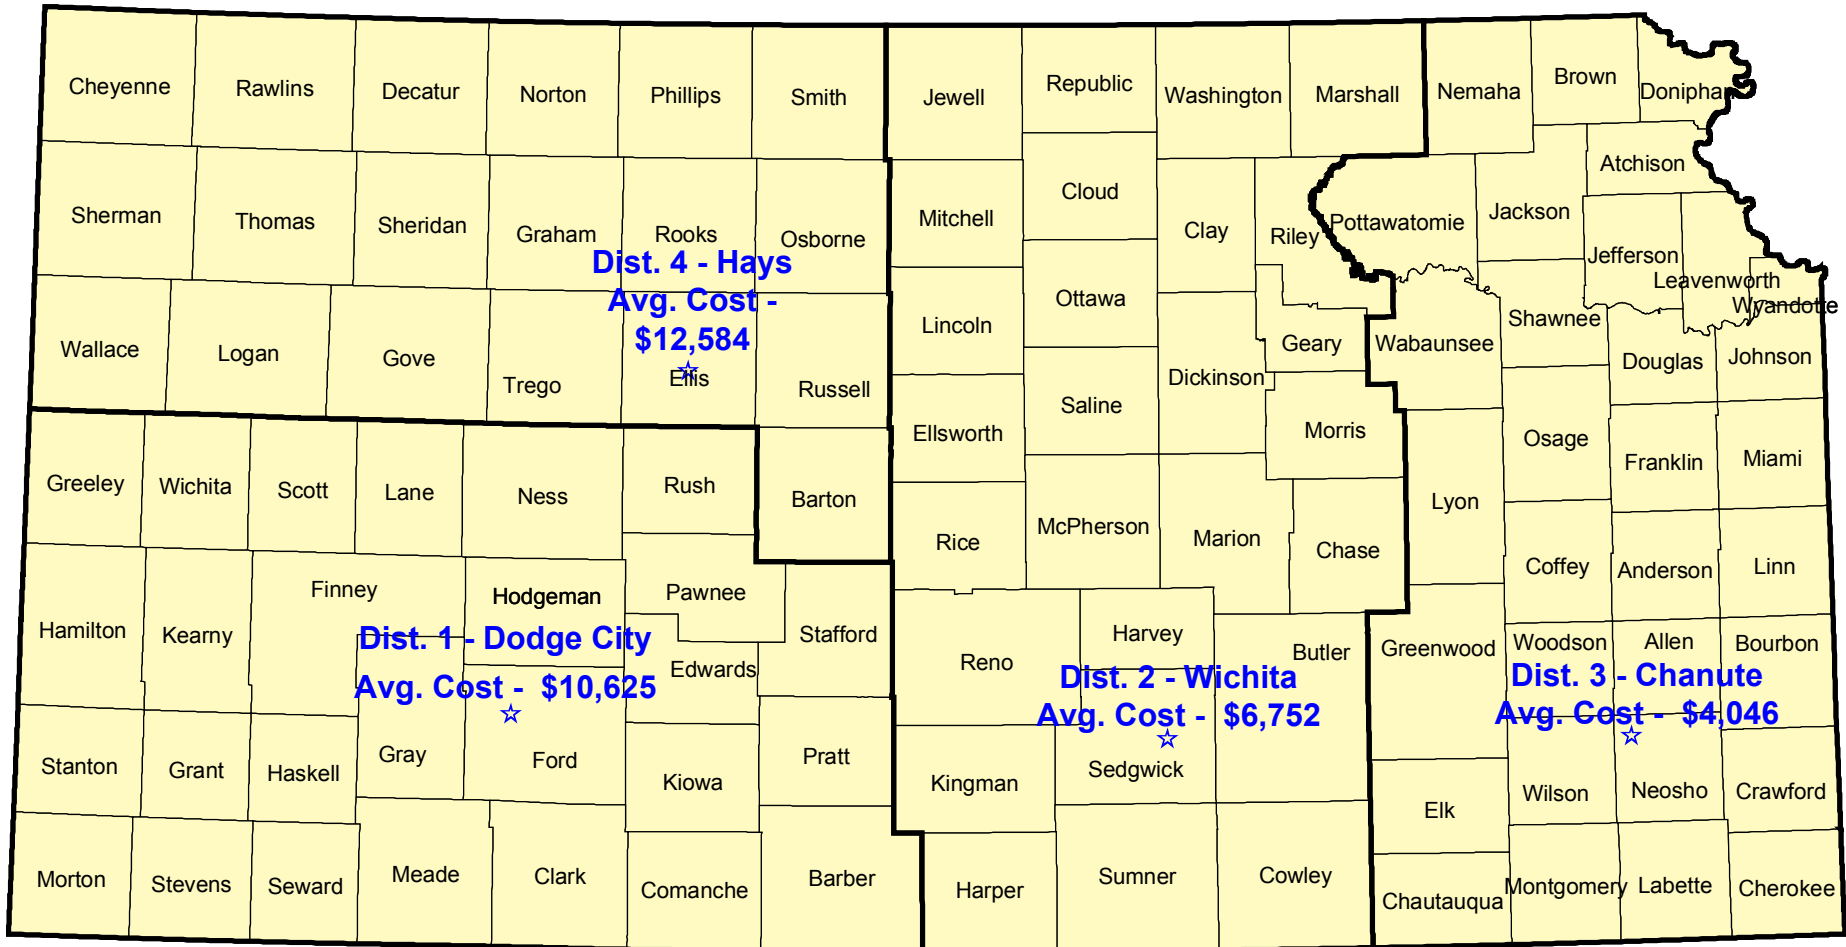 Cheyenne
Rawlins
Decatur
Norton
Phillips
Smith
Jewell
Republic
Washington
Marshall
Nemaha
Brown
Doniphan
Sherman
Thomas
Sheridan
Graham
Rooks
Osborne
Mitchell
Cloud
Clay
Riley
Pottawatomie
Jackson
Atchison
Jefferson
Leavenworth
Wyandotte
Dist. 4 - Hays
Avg. Cost -
$12,584
Wallace
Logan
Gove
Trego
Ellis
Russell
Lincoln
Ottawa
Dickinson
Geary
Wabaunsee
Shawnee
Douglas
Johnson
Saline
Ellsworth
Morris
Osage
Franklin
Miami
Greeley
Wichita
Scott
Lane
Ness
Rush
Barton
Rice
McPherson
Marion
Chase
Lyon
Coffey
Anderson
Linn
Hamilton
Kearny
Finney
Hodgeman
Pawnee
Stafford
Edwards
Dist. 1 - Dodge City
Avg. Cost - $10,625
Reno
Harvey
Butler
Dist. 2 - Wichita
Avg. Cost - $6,752
Greenwood
Woodson
Allen
Bourbon
Dist. 3 - Chanute
Avg. Cost - $4,046
Stanton
Grant
Haskell
Gray
Ford
Kiowa
Pratt
Kingman
Sedgwick
Elk
Wilson
Neosho
Crawford
Morton
Stevens
Seward
Meade
Clark
Comanche
Barber
Harper
Sumner
Cowley
Chautauqua
Montgomery
Labette
Cherokee